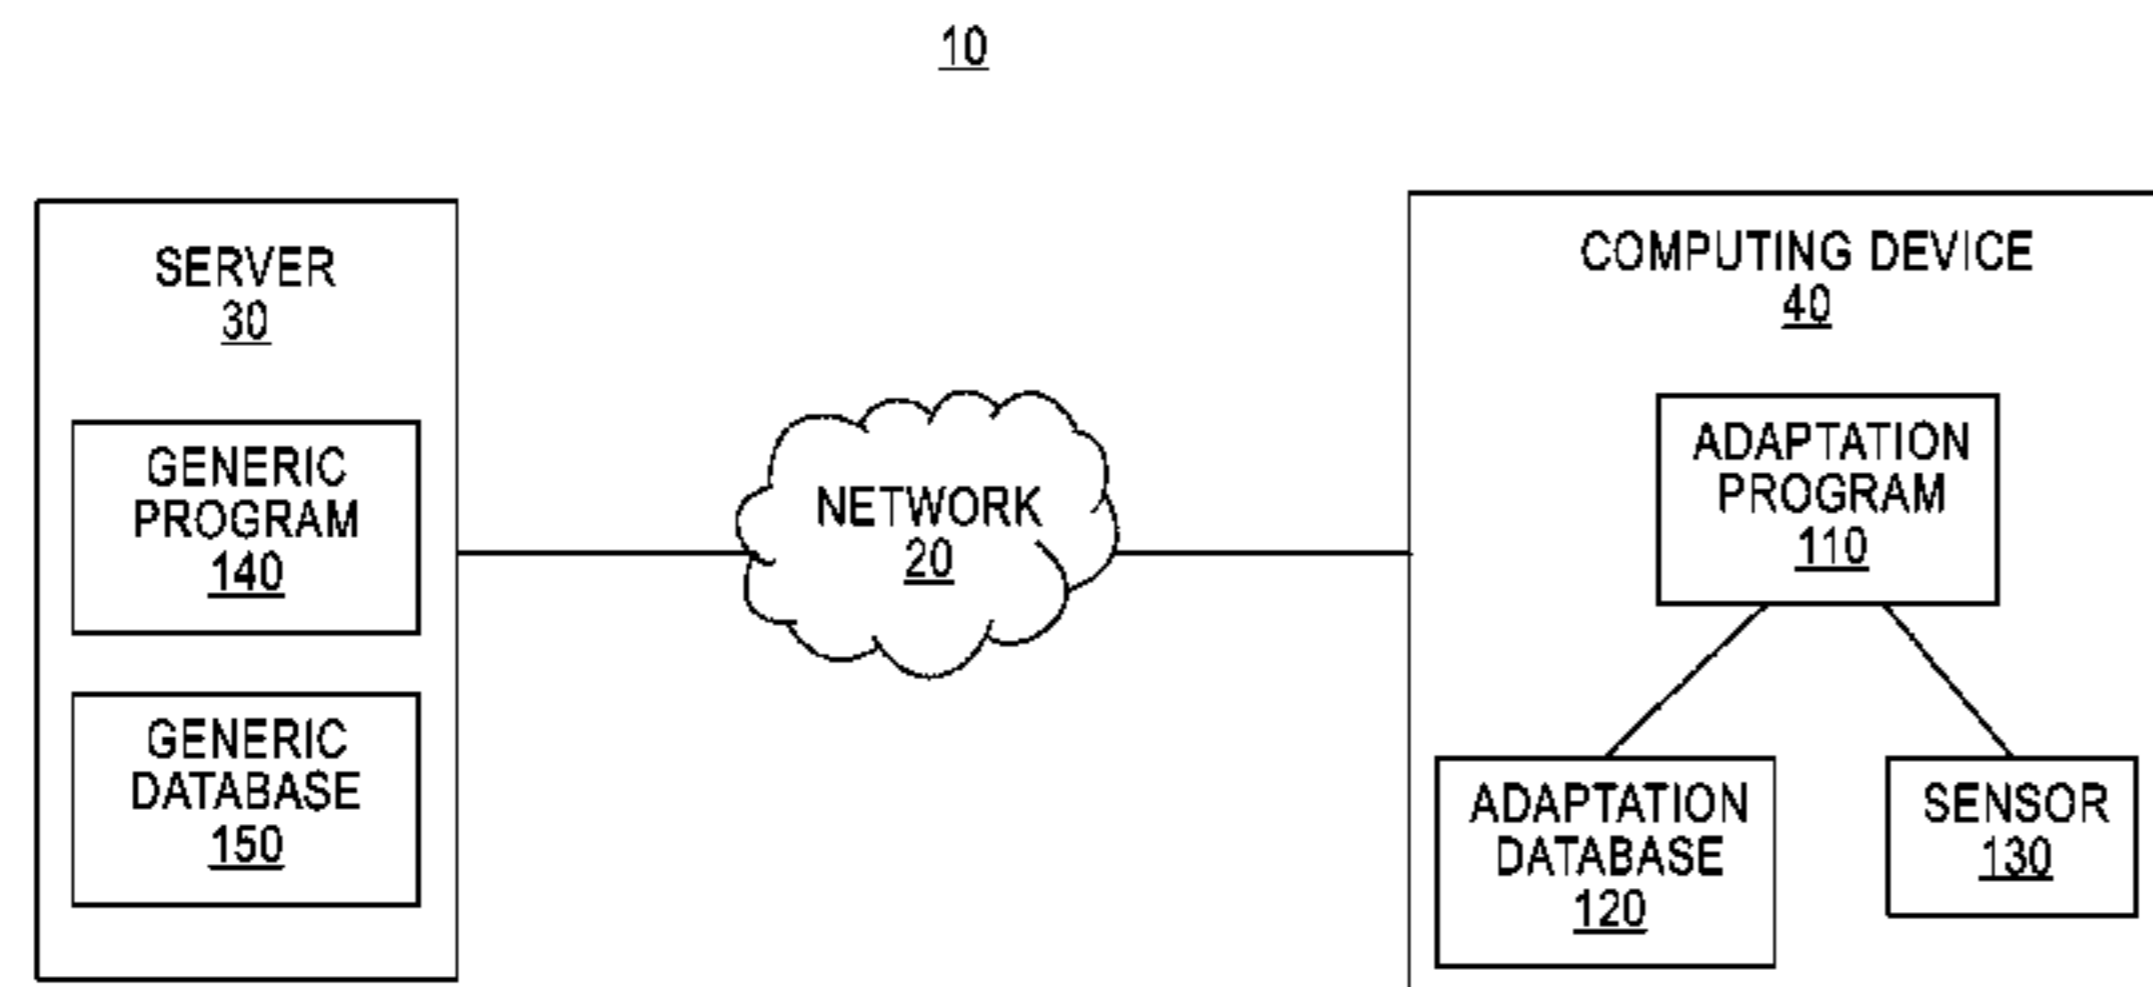 10
SERVER
30
GENERIC
PROGRAM
140
GENERIC
DATABASE
150
NETWORK
20
COMPUTING DEVICE
40
ADAPTATION
PROGRAM
110
ADAPTATION
DATABASE
120
SENSOR
130